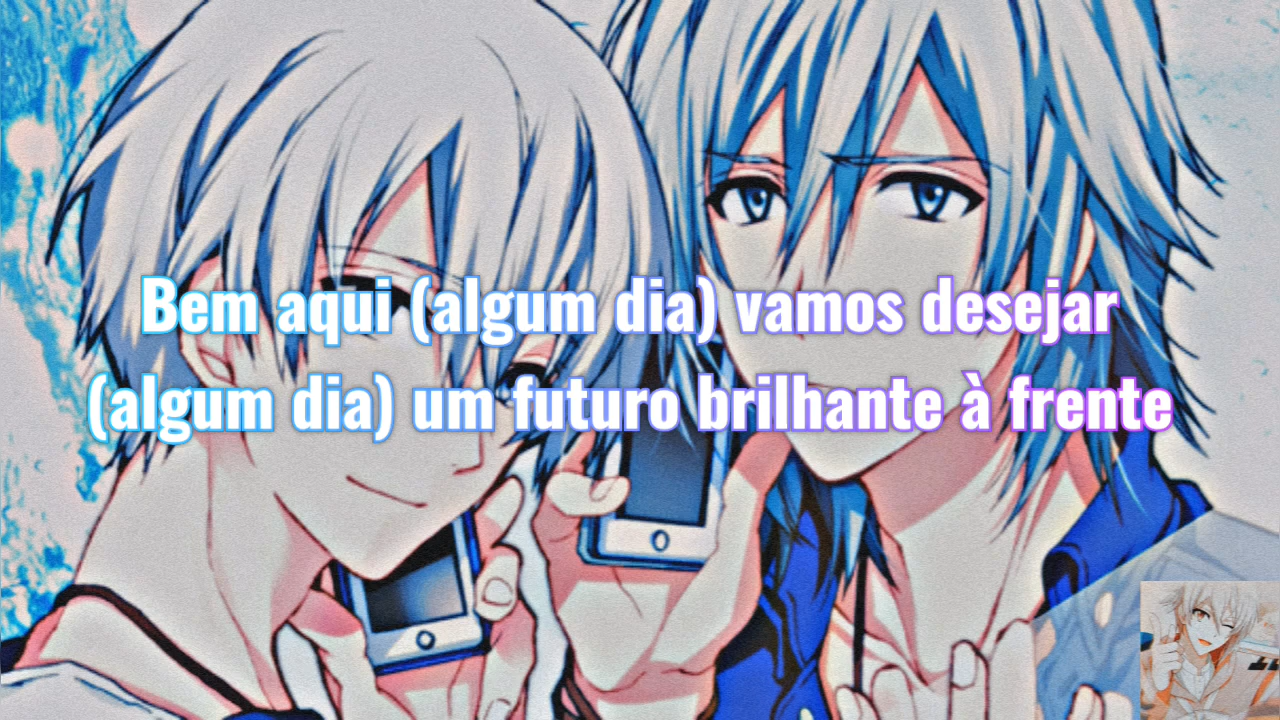 Bem aqui (algum dia) vamos desejar
(algum dia) um futuro brilhante à frente